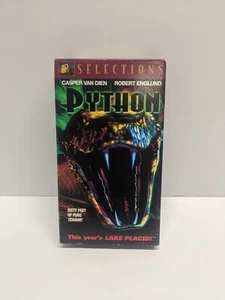 SELECTIONS
CASPER VAN DIEN ROBERT ENGLUND
PYTHON
SIXTY FEET
OF PURE
TERROR!
This year's LAKE PLACID!"